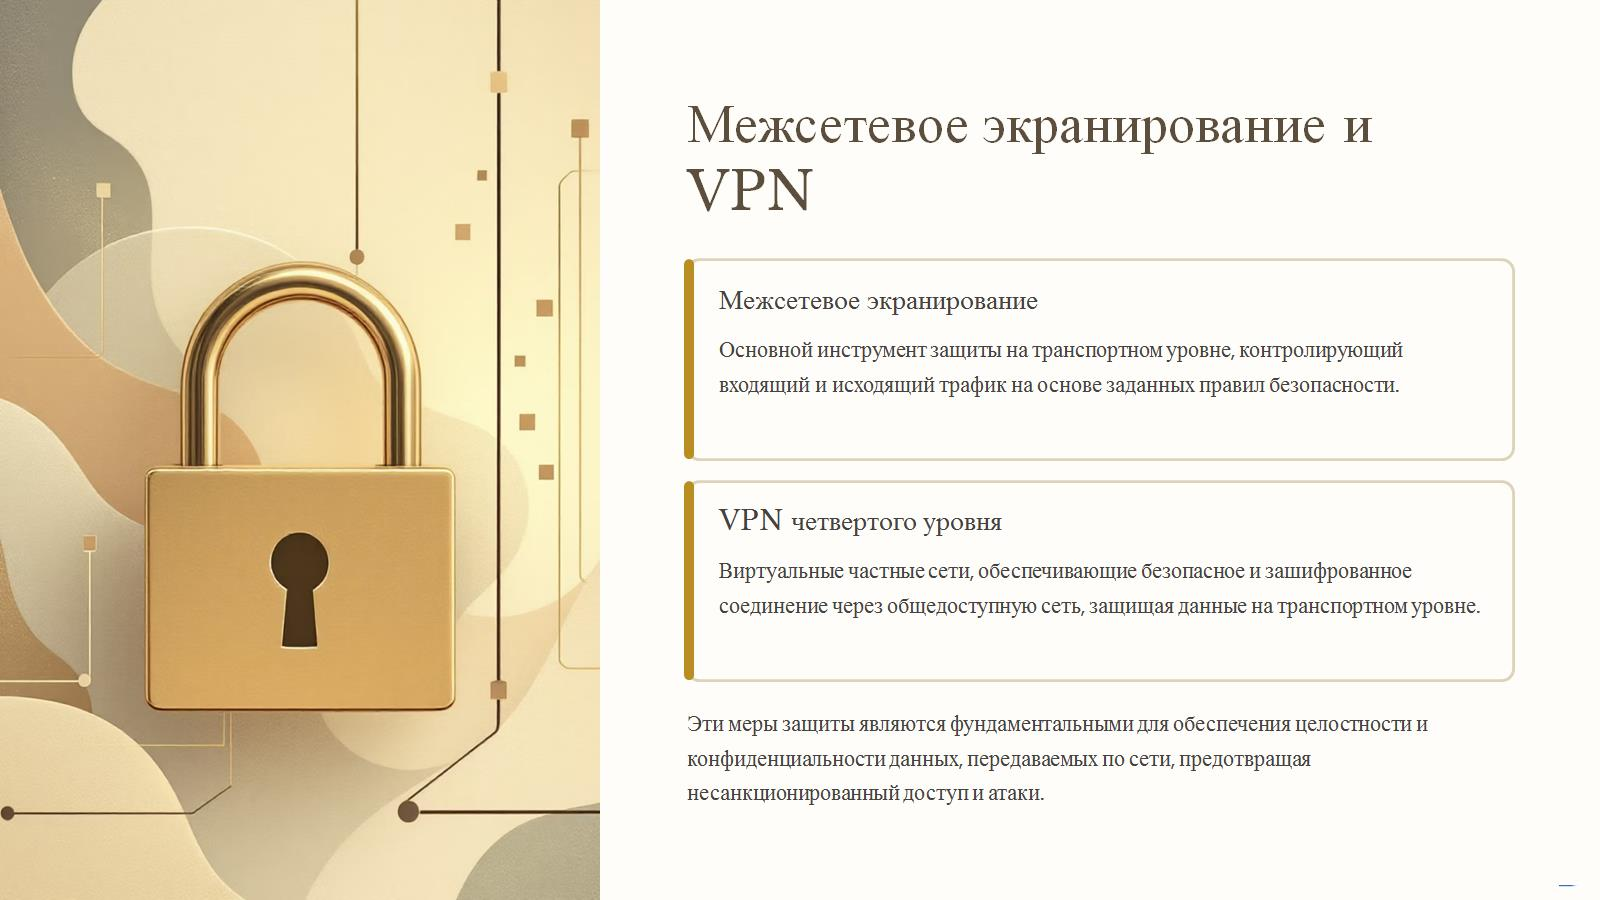 Межсетевое экранирование и
VPN
Межсетевое экранирование
Основной инструмент защиты на транспортном уровне, контролирующий
входящий и исходящий трафик на основе заданных правил безопасности.
VPN четвертого уровня
Виртуальные частные сети, обеспечивающие безопасное и зашифрованное
соединение через общедоступную сеть, защищая данные на транспортном уровне.
Эти меры защиты являются фундаментальными для обеспечения целостности и
конфиденциальности данных, передаваемых по сети, предотвращая
несанкционированный доступ и атаки.